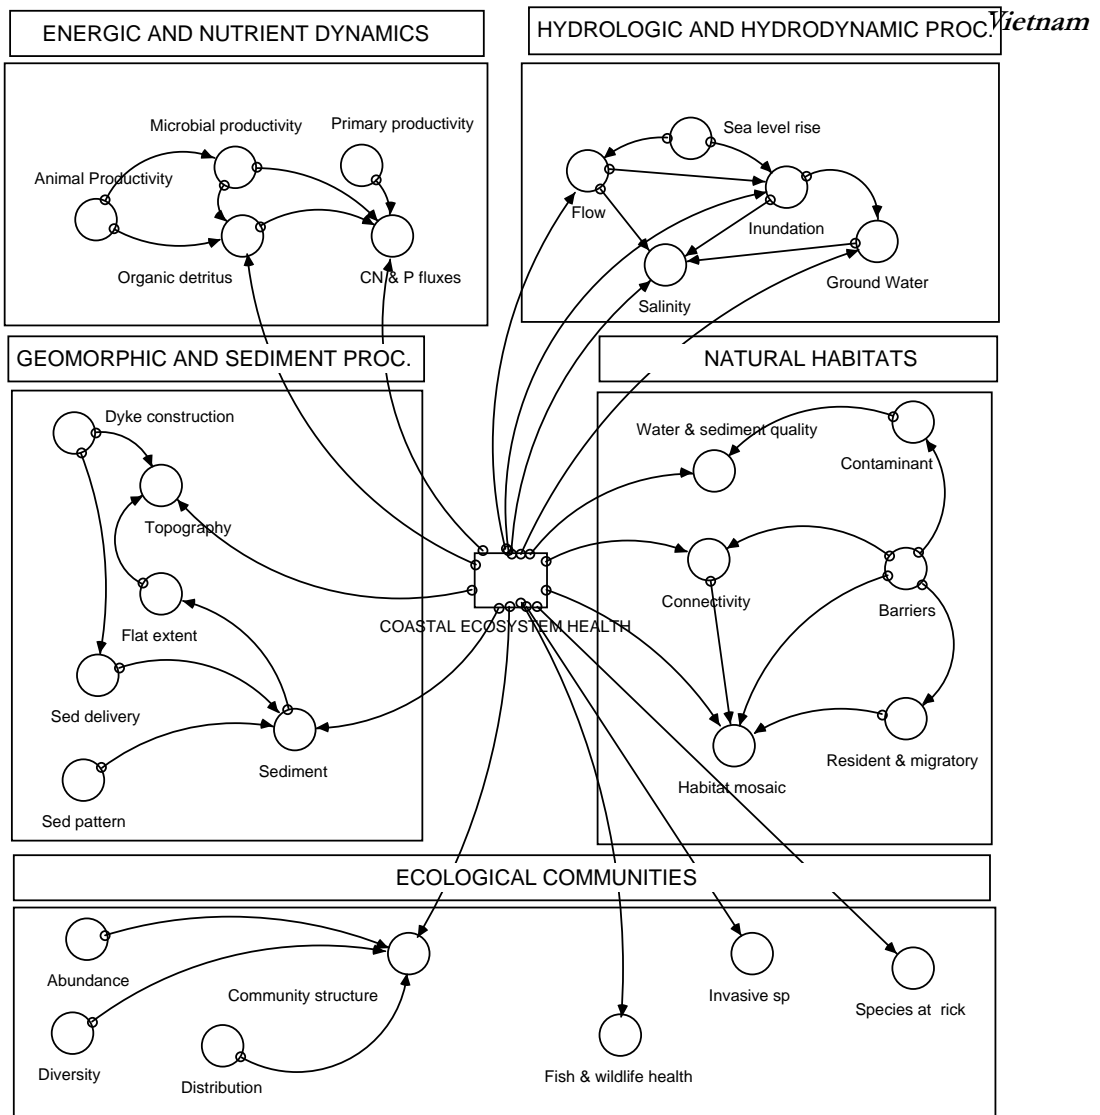 Vietnam
ENERGIC AND NUTRIENT DYNAMICS
HYDROLOGIC AND HYDRODYNAMIC PROC.
Microbial productivity
Primary productivity
Animal Productivity
Organic detritus
CN & P fluxes
Sea level rise
Flow
Inundation
Salinity
Ground Water
GEOMORPHIC AND SEDIMENT PROC.
NATURAL HABITATS
Dyke construction
Topography
Flat extent
Sed delivery
Sediment
Sed pattern
COASTAL ECOSYSTEM HEALTH
Water & sediment quality
Contaminant
Connectivity
Barriers
Resident & migratory
Habitat mosaic
ECOLOGICAL COMMUNITIES
Abundance
Community structure
Diversity
Distribution
Fish & wildlife health
Invasive sp
Species at  rick